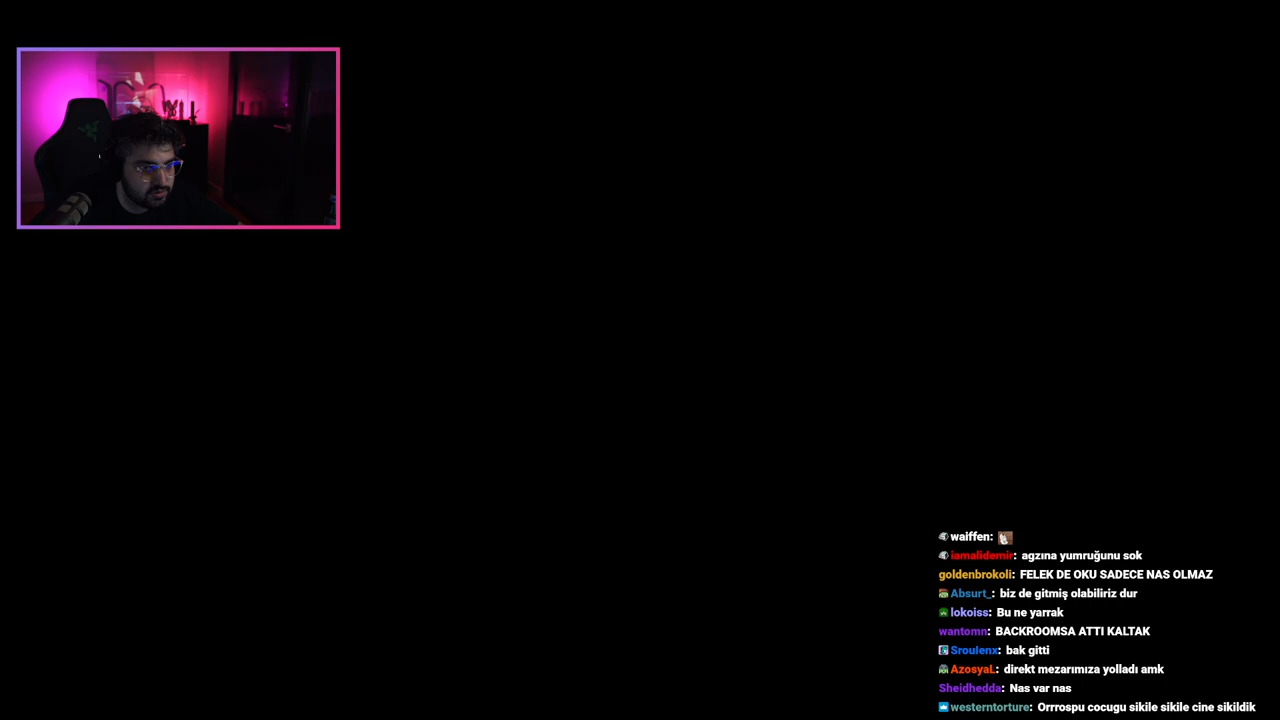 waiffen:
iamalidemir: agzına yumruğunu sok
goldenbrokoli: FELEK DE OKU SADECE NAS OLMAZ
Absurt_: biz de gitmiş olabiliriz dur
lokoiss: Bu ne yarrak
wantomn: BACKROOMSA ATTI KALTAK
Sroulenx: bak gitti
AzosyaL: direkt mezarımıza yolladı amk
Sheidhedda: Nas var nas
westerntorture: Orrrospu cocugu sikile sikile cine sikildik